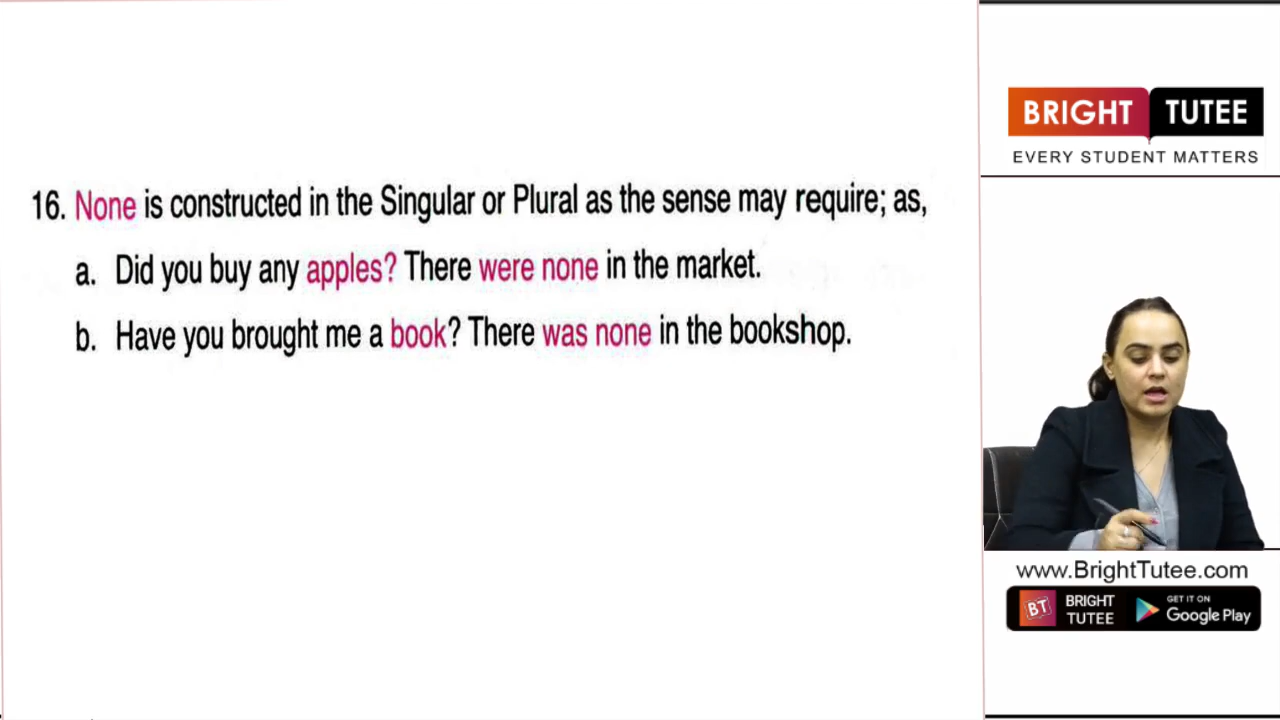 16. None is constructed in the Singular or Plural as the sense may require; as,
a. Did you buy any apples? There were none in the market.
b. Have you brought me a book? There was none in the bookshop.
BRIGHT TUTEE
EVERY STUDENT MATTERS
www.BrightTutee.com
BT
BRIGHT
TUTEE
GET IT ON
Google Play